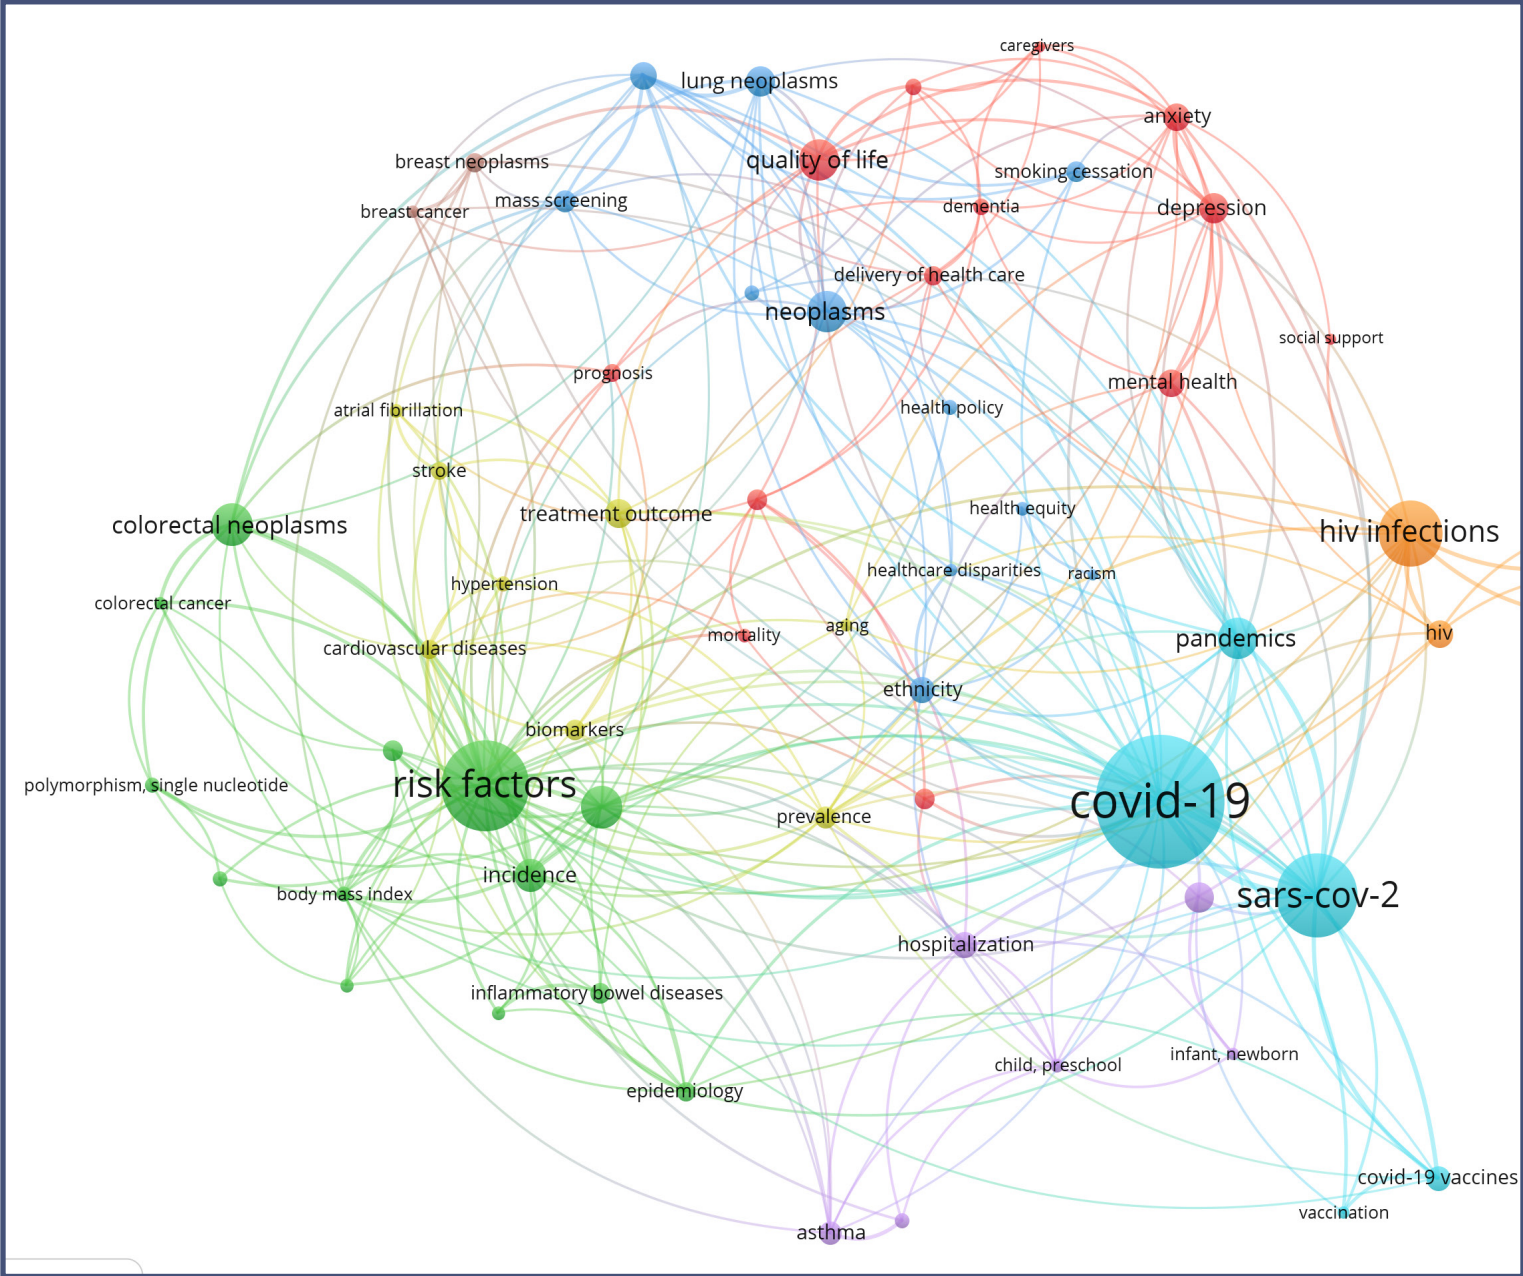 caregivers
lung neoplasms
anxiety
quality of life
breast neoplasms
smoking cessation
mass screening
dementia
depression
breast cancer
delivery of health care
neoplasms
social support
prognosis
mental health
atrial fibrillation
health policy
stroke
treatment outcome
health equity
colorectal neoplasms
hiv infections
healthcare disparities
racism
hypertension
colorectal cancer
aging
mortality
hiv
pandemics
cardiovascular diseases
ethnicity
biomarkers
polymorphism, single nucleotide
risk factors
covid-19
prevalence
incidence
body mass index
sars-cov-2
hospitalization
inflammatory bowel diseases
infant, newborn
child, preschool
epidemiology
covid-19 vaccines
vaccination
asthma